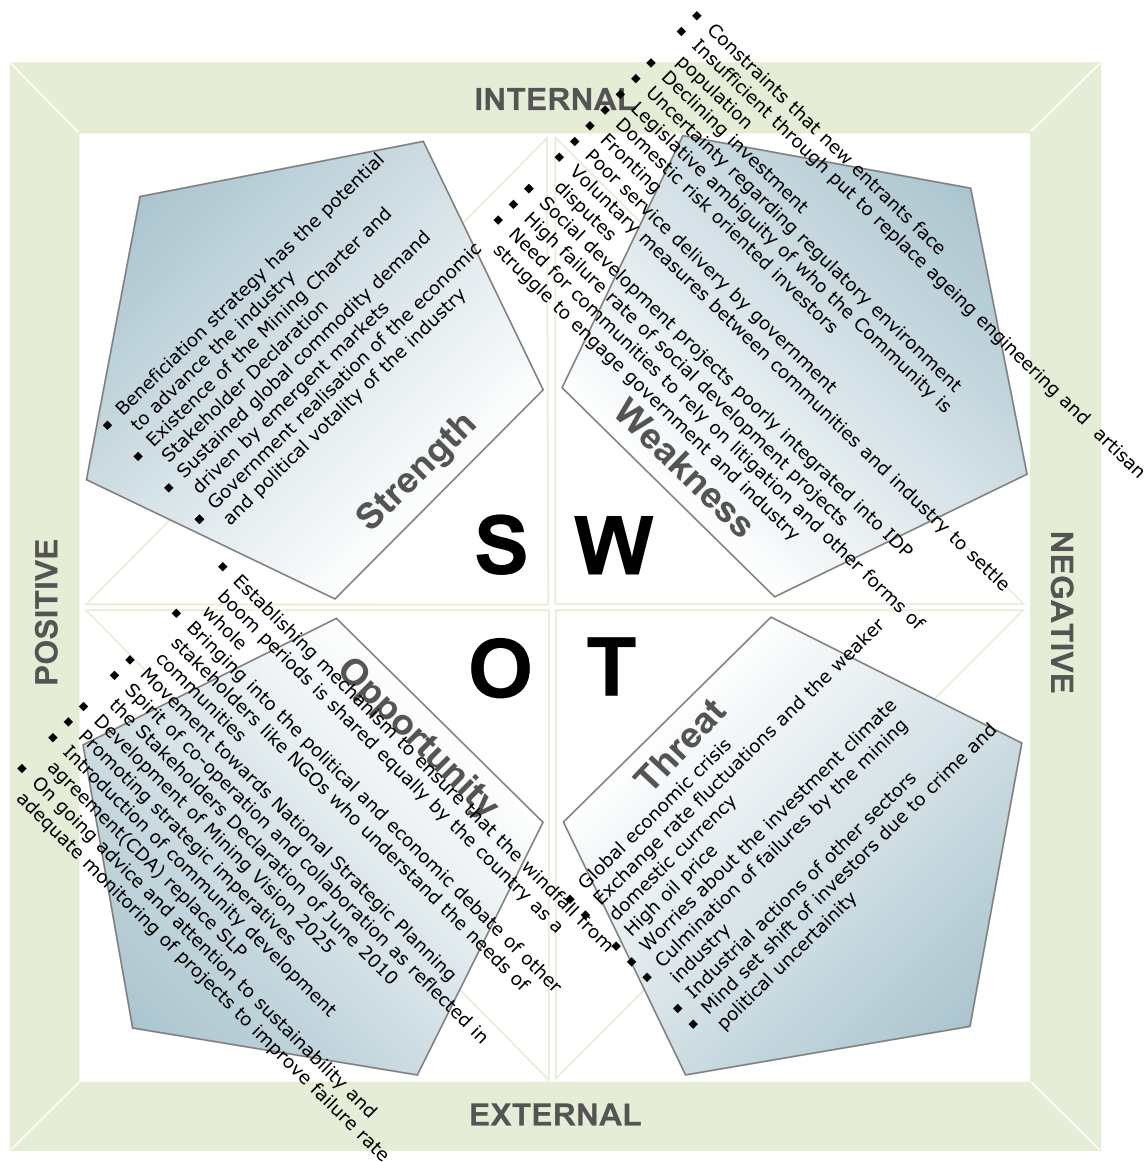 INTERNAL
Beneficiation strategy has the potential
to advance the industry
Existence of the Mining Charter and
Stakeholder Declaration
Sustained global commodity demand
driven by emergent markets
Government realisation of the economic
and political votality of the industry
Strength
Constraints that new entrants face
Insufficient through put to replace ageing engineering and artisan
population
Declining investment
Uncertainty regarding regulatory environment
Legislative ambiguity of who the Community is
Domestic risk oriented investors
Fronting
Poor service delivery by government
Voluntary measures between communities and industry to settle
disputes
Social development projects poorly integrated into IDP
High failure rate of social development projects
Need for communities to rely on litigation and other forms of
struggle to engage government and industry
Weakness
S W
POSITIVE
NEGATIVE
O T
Opportunity
Establishing mechanism to ensure that the windfall from
boom periods is shared equally by the country as a
whole
Bringing into the political and economic debate of other
stakeholders like NGOs who understand the needs of
communities
Movement towards National Strategic Planning
Spirit of co-operation and collaboration as reflected in
the Stakeholders Declaration of June 2010
Development of Mining Vision 2025
Promoting strategic imperatives
Introduction of community development
agreement(CDA) replace SLP
On going advice and attention to sustainability and
adequate monitoring of projects to improve failure rate
Threat
Global economic crisis
Exchange rate fluctuations and the weaker
domestic currency
High oil price
Worries about the investment climate
Culmination of failures by the mining
industry
Industrial actions of other sectors
Mind set shift of investors due to crime and
political uncertainity
EXTERNAL